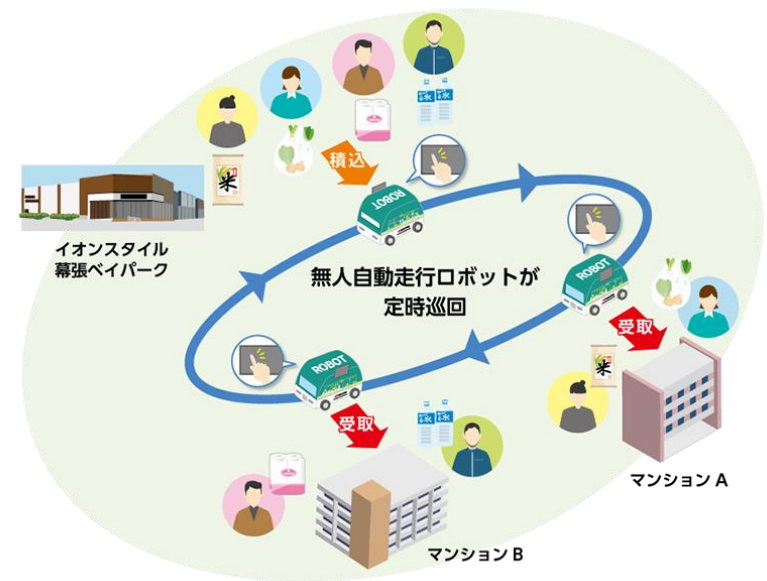 米
積込
ROBOT
イオンスタイル
幕張ベイパーク
無人自動走行ロボットが
定時巡回
ROBOT
受取
米
ROBOT
受取
マンション A
マンション B